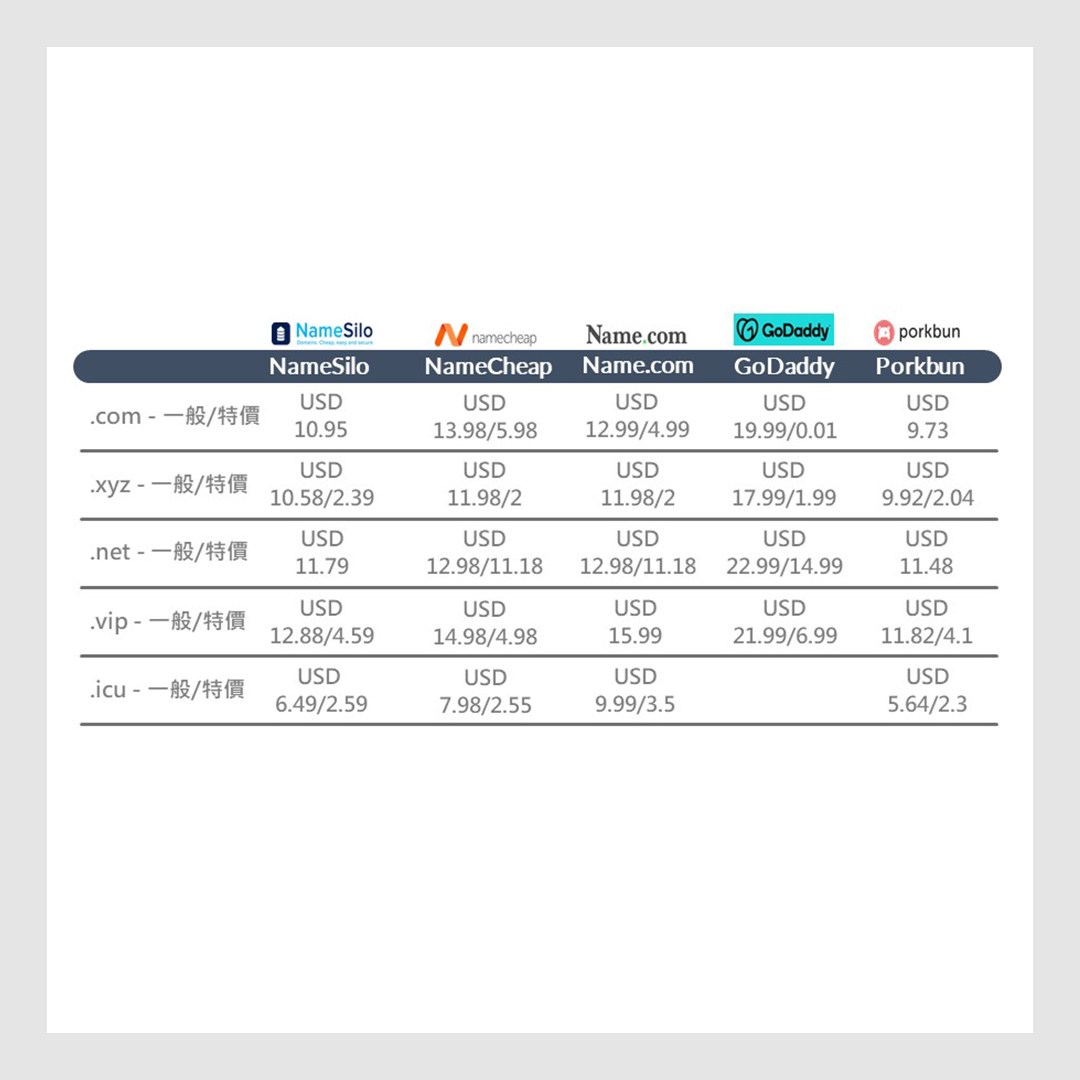 NameSilo
Domains. Cheap, easy and secure
namecheap
Name.com
GoDaddy
porkbun
NameSilo NameCheap Name.com GoDaddy Porkbun
.com - 一般/特價 USD USD USD USD USD
10.95 13.98/5.98 12.99/4.99 19.99/0.01 9.73
.xyz - 一般/特價 USD USD USD USD USD
10.58/2.39 11.98/2 11.98/2 17.99/1.99 9.92/2.04
.net - 一般/特價 USD USD USD USD USD
11.79 12.98/11.18 12.98/11.18 22.99/14.99 11.48
.vip - 一般/特價 USD USD USD USD USD
12.88/4.59 14.98/4.98 15.99 21.99/6.99 11.82/4.1
.icu - 一般/特價 USD USD USD USD
6.49/2.59 7.98/2.55 9.99/3.5 5.64/2.3